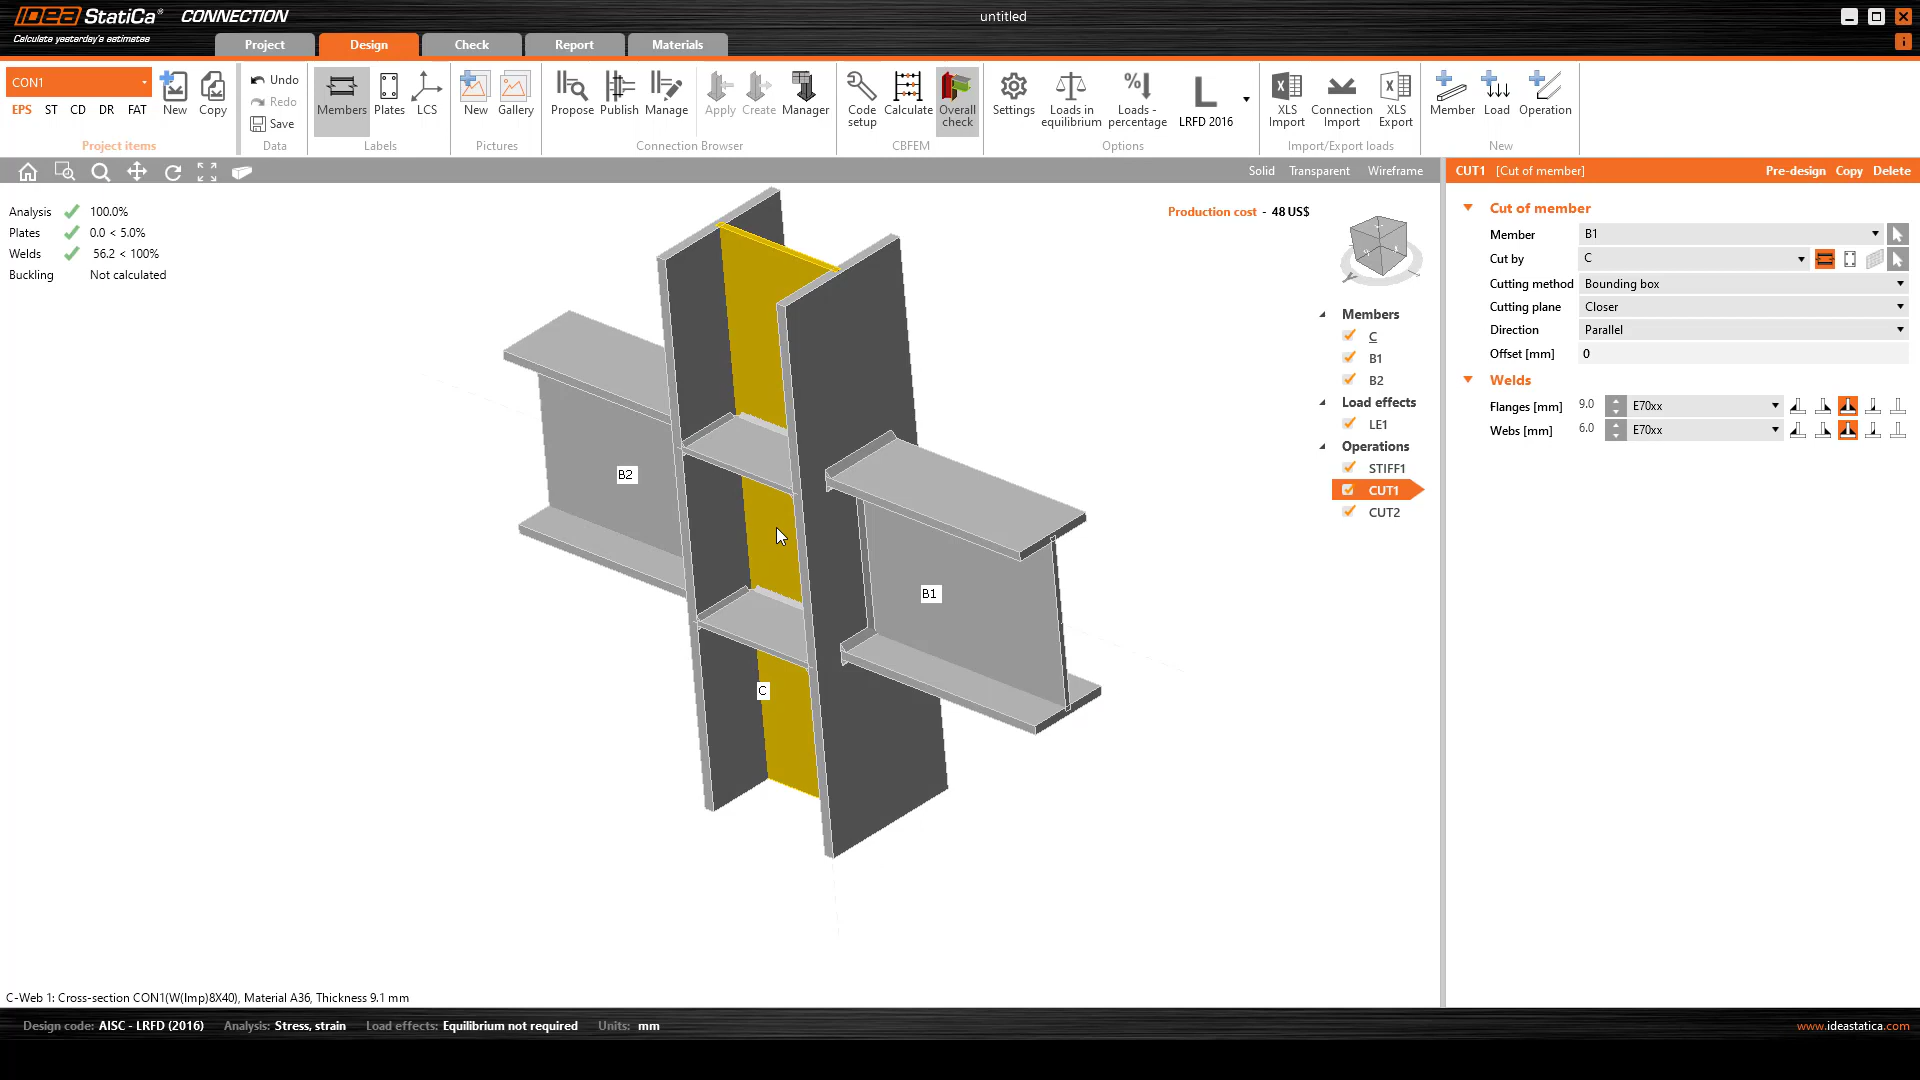 IDEA StatiCa® CONNECTION
Calculate yesterday's estimates
untitled
Project
Design
Check
Report
Materials
CON1
EPS ST CD DR FAT
New
Copy
Project items
Undo
Redo
Save
Data
Members
Plates
LCS
Labels
New
Gallery
Pictures
Propose
Publish
Manage
Apply
Create
Manager
Connection Browser
Code setup
Calculate
Overall check
CBFEM
Settings
Loads in equilibrium
Loads - percentage
LRFD 2016
Options
XLS Import
Connection Import
XLS Export
Import/Export loads
Member
Load
Operation
New
Solid
Transparent
Wireframe
Analysis 100.0%
Plates 0.0 < 5.0%
Welds 56.2 < 100%
Buckling Not calculated
Production cost - 48 US$
B2
B1
C
Members
C
B1
B2
Load effects
LE1
Operations
STIFF1
CUT1
CUT2
CUT1 [Cut of member]
Pre-design Copy Delete
Cut of member
Member B1
Cut by C
Cutting method Bounding box
Cutting plane Closer
Direction Parallel
Offset [mm] 0
Welds
Flanges [mm] 9.0 E70xx
Webs [mm] 6.0 E70xx
C-Web 1: Cross-section CON1(W(Imp)8X40), Material A36, Thickness 9.1 mm
Design code: AISC - LRFD (2016) Analysis: Stress, strain Load effects: Equilibrium not required Units: mm
www.ideastatica.com